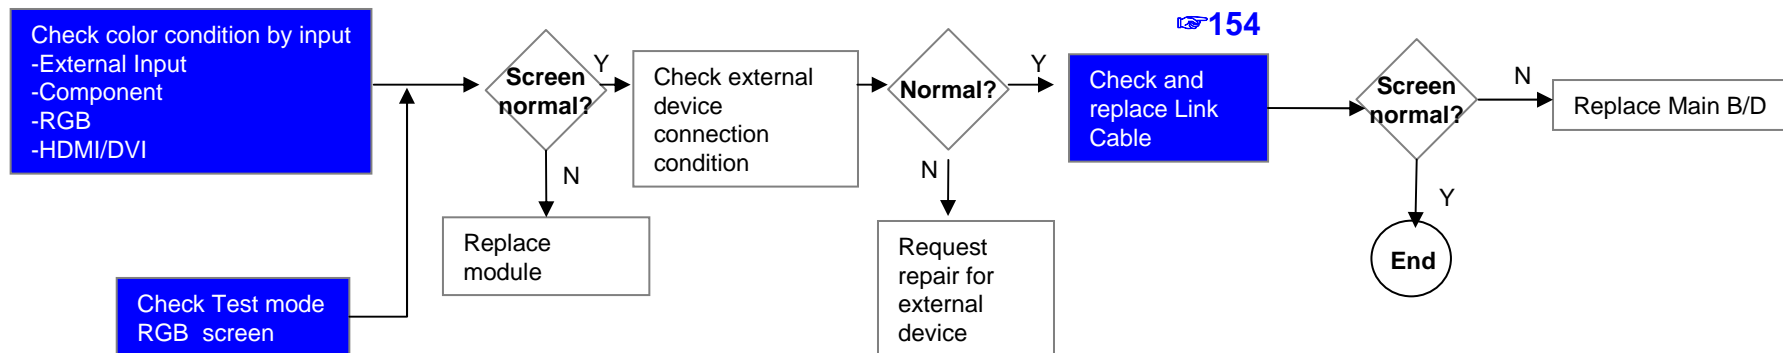 ☞154
Check color condition by input
-External Input
-Component
-RGB
-HDMI/DVI
Screen
normal?
Y
N
Replace
module
Check Test mode
RGB screen
Check external
device
connection
condition
Normal?
Y
N
Request
repair for
external
device
Check and
replace Link
Cable
Screen
normal?
N
Replace Main B/D
Y
End